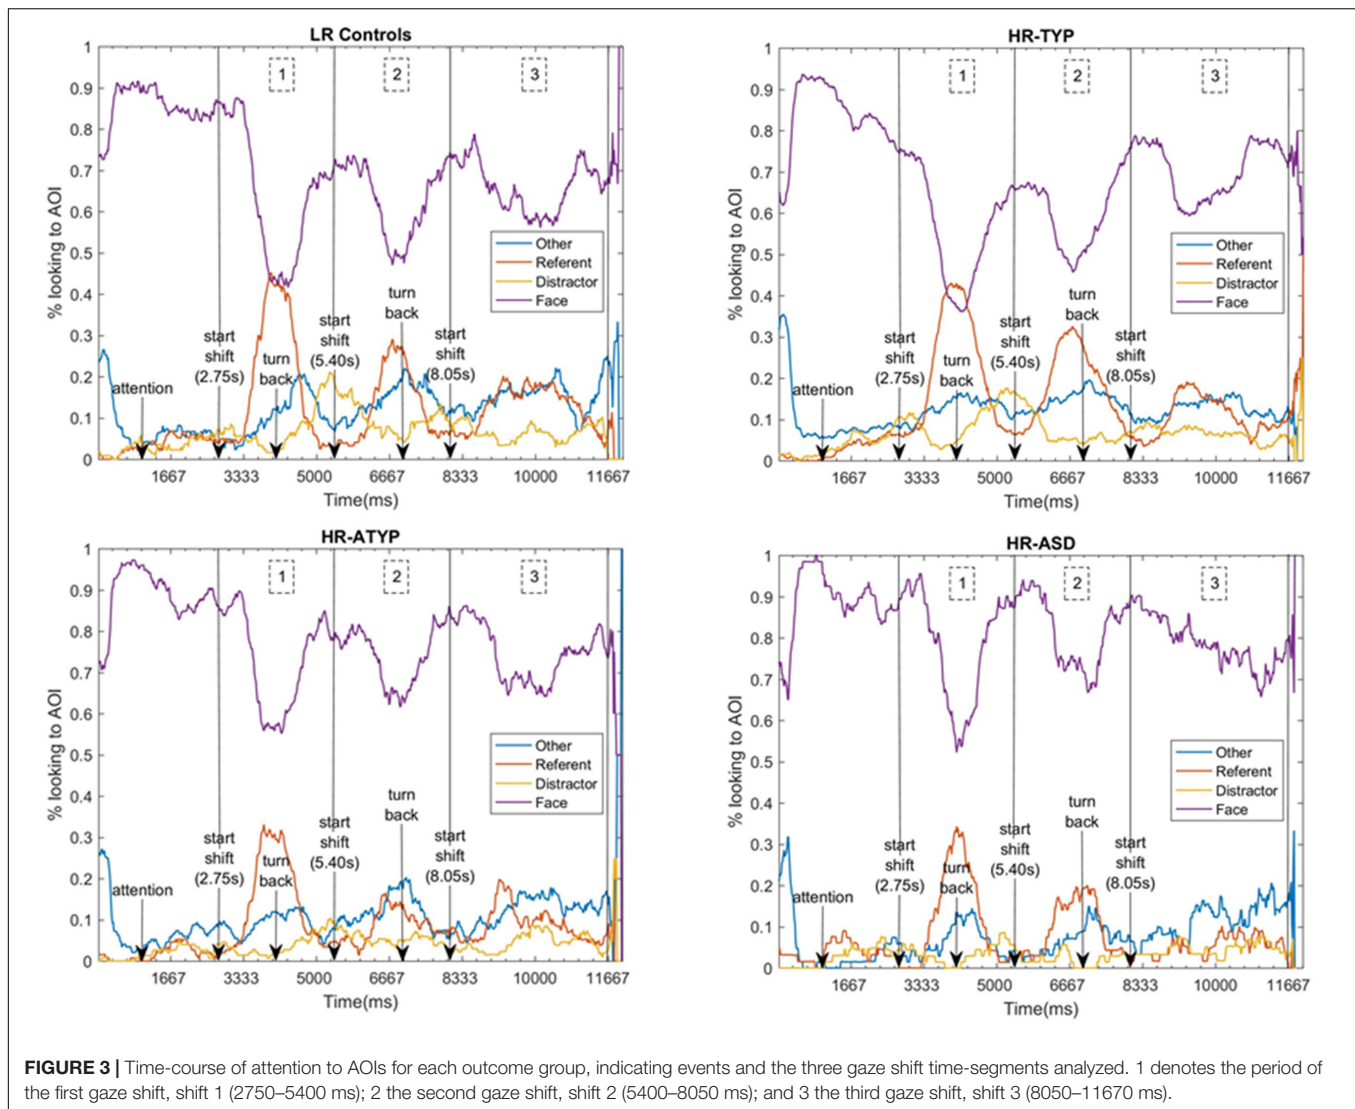 LR Controls
1
0.9
0.8
0.7
0.6
0.5
0.4
0.3
0.2
0.1
0
% looking to AOI
1 2 3
Other
Referent
Distractor
Face
attention
start
shift
(2.75s)
turn
back
start
shift
(5.40s)
turn
back
start
shift
(8.05s)
1667 3333 5000 6667 8333 10000 11667
Time(ms)
HR-TYP
1
0.9
0.8
0.7
0.6
0.5
0.4
0.3
0.2
0.1
0
% looking to AOI
1 2 3
Other
Referent
Distractor
Face
attention
start
shift
(2.75s)
turn
back
start
shift
(5.40s)
turn
back
start
shift
(8.05s)
1667 3333 5000 6667 8333 10000 11667
Time(ms)
HR-ATYP
1
0.9
0.8
0.7
0.6
0.5
0.4
0.3
0.2
0.1
0
% looking to AOI
1 2 3
Other
Referent
Distractor
Face
attention
start
shift
(2.75s)
turn
back
start
shift
(5.40s)
turn
back
start
shift
(8.05s)
1667 3333 5000 6667 8333 10000 11667
Time(ms)
HR-ASD
1
0.9
0.8
0.7
0.6
0.5
0.4
0.3
0.2
0.1
0
% looking to AOI
1 2 3
Other
Referent
Distractor
Face
attention
start
shift
(2.75s)
turn
back
start
shift
(5.40s)
turn
back
start
shift
(8.05s)
1667 3333 5000 6667 8333 10000 11667
Time(ms)
FIGURE 3 | Time-course of attention to AOIs for each outcome group, indicating events and the three gaze shift time-segments analyzed. 1 denotes the period of
the first gaze shift, shift 1 (2750–5400 ms); 2 the second gaze shift, shift 2 (5400–8050 ms); and 3 the third gaze shift, shift 3 (8050–11670 ms).